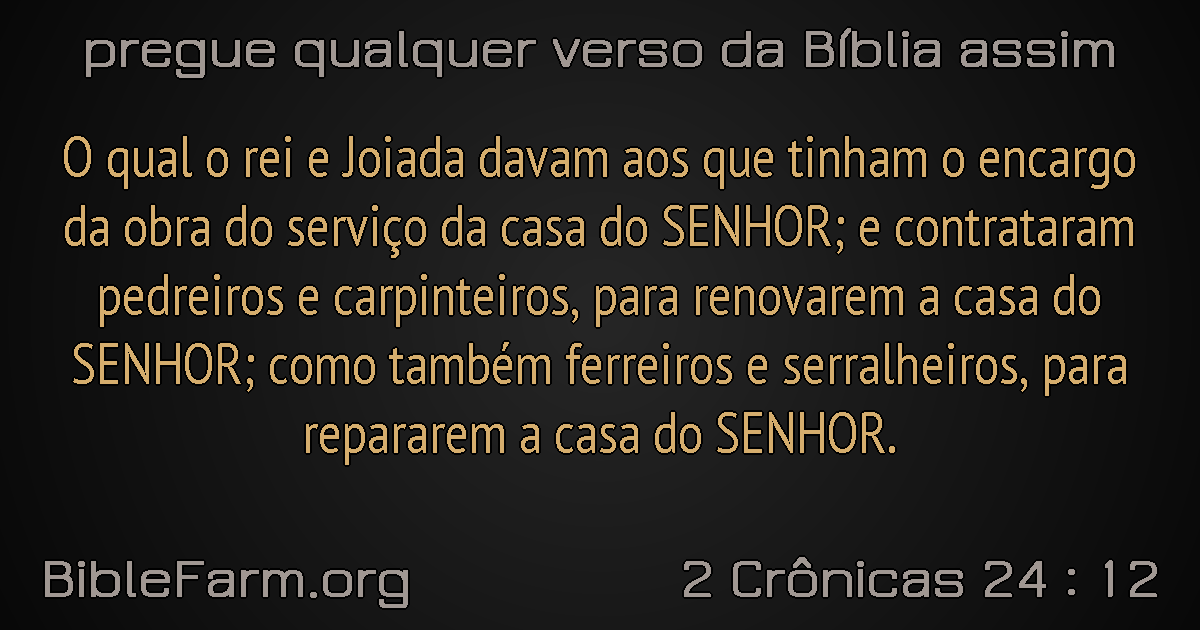 pregue qualquer verso da Bíblia assim
O qual o rei e Joiada davam aos que tinham o encargo
da obra do serviço da casa do SENHOR; e contrataram
pedreiros e carpinteiros, para renovarem a casa do
SENHOR; como também ferreiros e serralheiros, para
repararem a casa do SENHOR.
BibleFarm.org
2 Crônicas 24 : 12